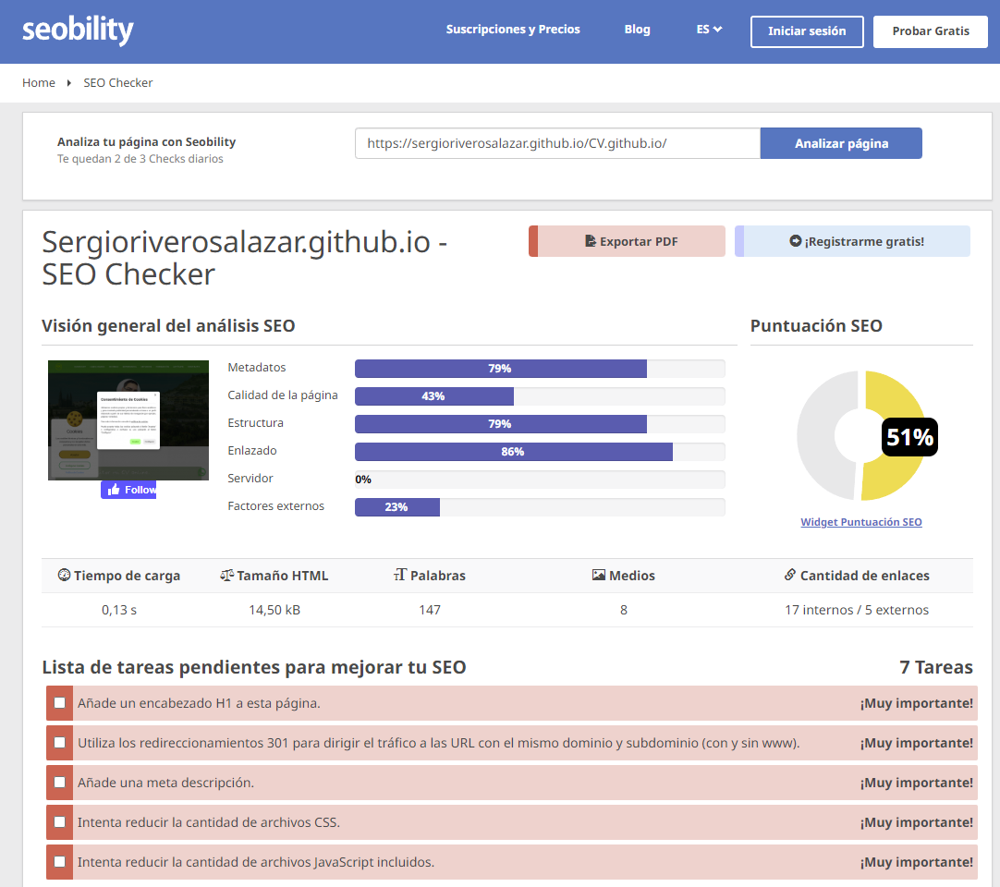 seobility
Suscripciones y Precios
Blog
ES
Iniciar sesión
Probar Gratis
Home
SEO Checker
Analiza tu página con Seobility
Te quedan 2 de 3 Checks diarios
https://sergioriverosalazar.github.io/CV.github.io/
Analizar página
Sergioriverosalazar.github.io -
SEO Checker
Exportar PDF
¡Registrarme gratis!
Visión general del análisis SEO
Puntuación SEO
Follow
Metadatos
79%
Calidad de la página
43%
Estructura
79%
Enlazado
86%
Servidor
0%
Factores externos
23%
51%
Widget Puntuación SEO
Tiempo de carga
Tamaño HTML
Palabras
Medios
Cantidad de enlaces
0,13 s
14,50 kB
147
8
17 internos / 5 externos
Lista de tareas pendientes para mejorar tu SEO
7 Tareas
Añade un encabezado H1 a esta página.
¡Muy importante!
Utiliza los redireccionamientos 301 para dirigir el tráfico a las URL con el mismo dominio y subdominio (con y sin www).
¡Muy importante!
Añade una meta descripción.
¡Muy importante!
Intenta reducir la cantidad de archivos CSS.
¡Muy importante!
Intenta reducir la cantidad de archivos JavaScript incluidos.
¡Muy importante!